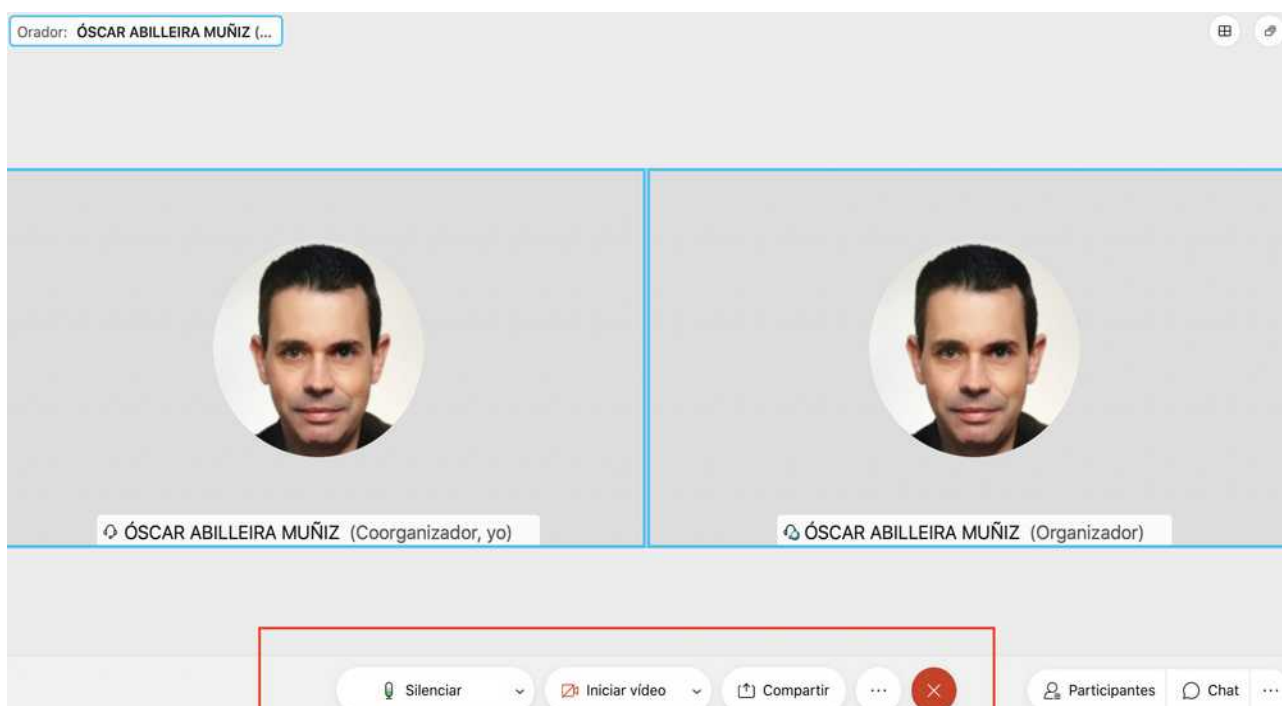 Orador: ÓSCAR ABILLEIRA MUÑIZ (...
ÓSCAR ABILLEIRA MUÑIZ (Coorganizador, yo)
ÓSCAR ABILLEIRA MUÑIZ (Organizador)
Silenciar
Iniciar vídeo
Compartir
Participantes
Chat